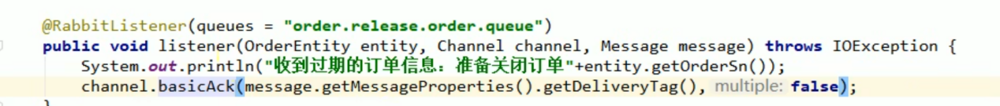 @RabbitListener(queues = "order.release.order.queue")
public void listener(OrderEntity entity, Channel channel, Message message) throws IOException {
System.out.println("收到过期的订单信息：准备关闭订单"+entity.getOrderSn());
channel.basicAck(message.getMessageProperties().getDeliveryTag(), multiple: false);
}